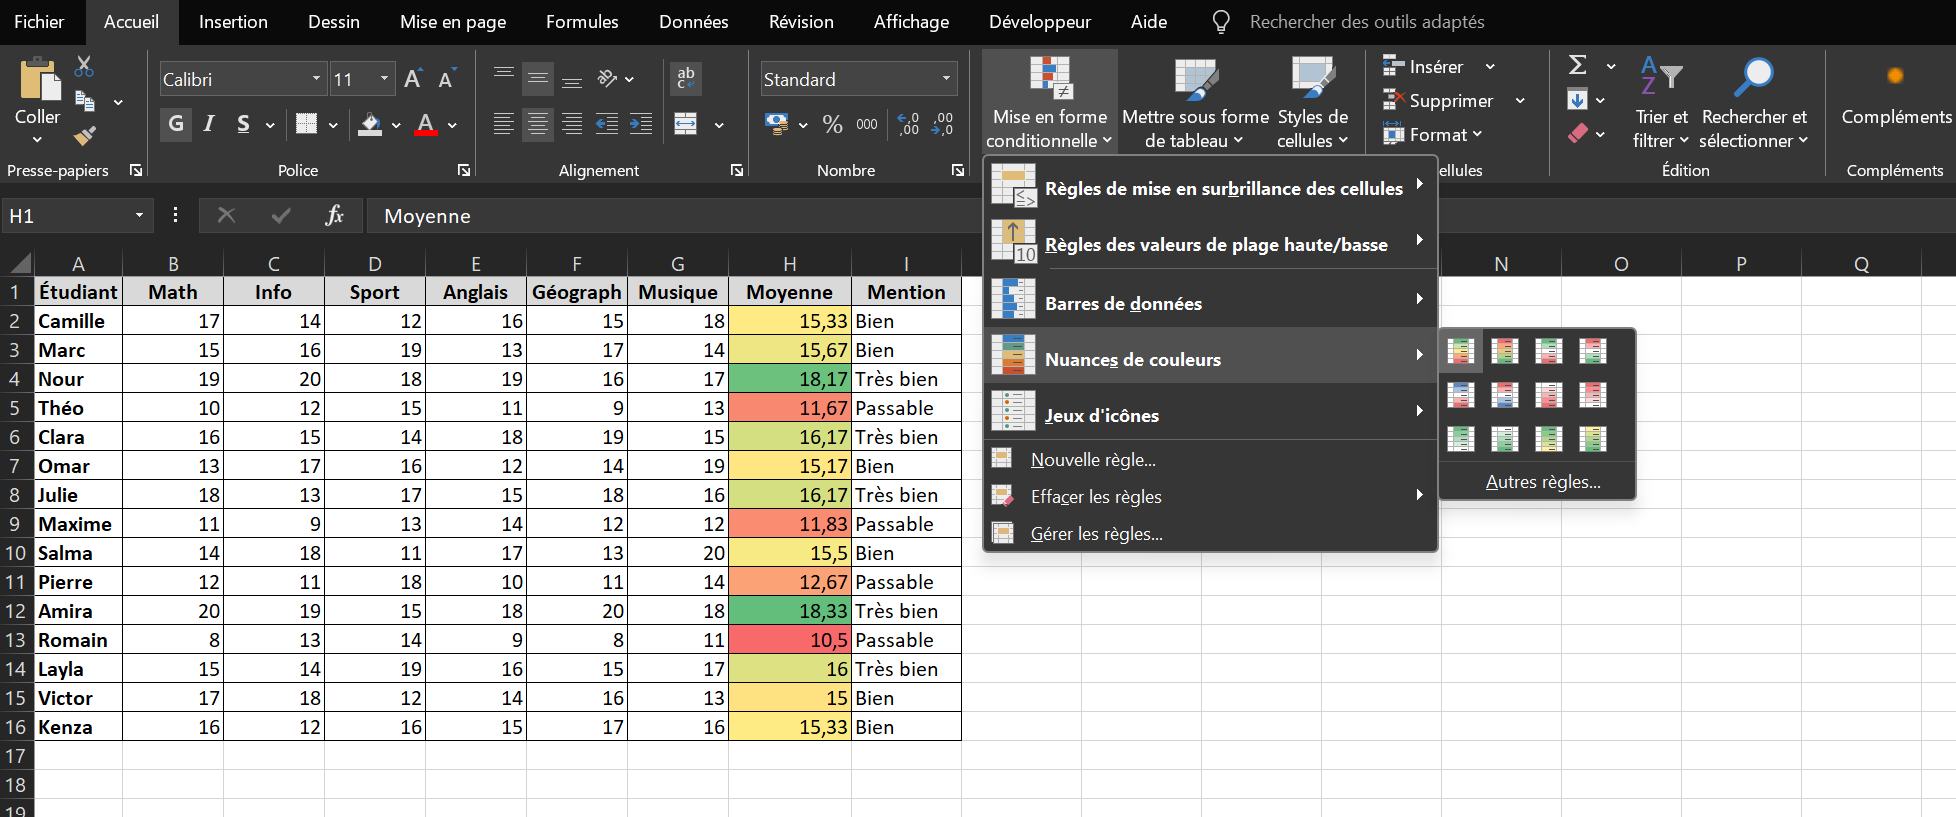 Fichier Accueil Insertion Dessin Mise en page Formules Données Révision Affichage Développeur Aide Rechercher des outils adaptés
Coller
Presse-papiers
Calibri 11 A A
G I S A
Police
ab
Alignement
Standard
% 000 ,0 ,00 ,00 ,0
Nombre
≠
Mise en forme conditionnelle
Mettre sous forme de tableau
Styles de cellules
Insérer
Supprimer
Format
ellules
Σ
A
Z
Trier et filtrer
Rechercher et sélectionner
Édition
Compléments
Compléments
H1 fx Moyenne
A B C D E F G H I N O P Q
1 Étudiant Math Info Sport Anglais Géograph Musique Moyenne Mention
2 Camille 17 14 12 16 15 18 15,33 Bien
3 Marc 15 16 19 13 17 14 15,67 Bien
4 Nour 19 20 18 19 16 17 18,17 Très bien
5 Théo 10 12 15 11 9 13 11,67 Passable
6 Clara 16 15 14 18 19 15 16,17 Très bien
7 Omar 13 17 16 12 14 19 15,17 Bien
8 Julie 18 13 17 15 18 16 16,17 Très bien
9 Maxime 11 9 13 14 12 12 11,83 Passable
10 Salma 14 18 11 17 13 20 15,5 Bien
11 Pierre 12 11 18 10 11 14 12,67 Passable
12 Amira 20 19 15 18 20 18 18,33 Très bien
13 Romain 8 13 14 9 8 11 10,5 Passable
14 Layla 15 14 19 16 15 17 16 Très bien
15 Victor 17 18 12 14 16 13 15 Bien
16 Kenza 16 12 16 15 17 16 15,33 Bien
17
18
19
Règles de mise en surbrillance des cellules
10 Règles des valeurs de plage haute/basse
Barres de données
Nuances de couleurs
Jeux d'icônes
Nouvelle règle...
Effacer les règles
Gérer les règles...
Autres règles...